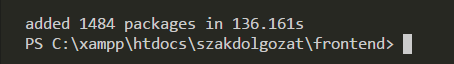 added 1484 packages in 136.161s
PS C:\xampp\htdocs\szakdolgozat\frontend>